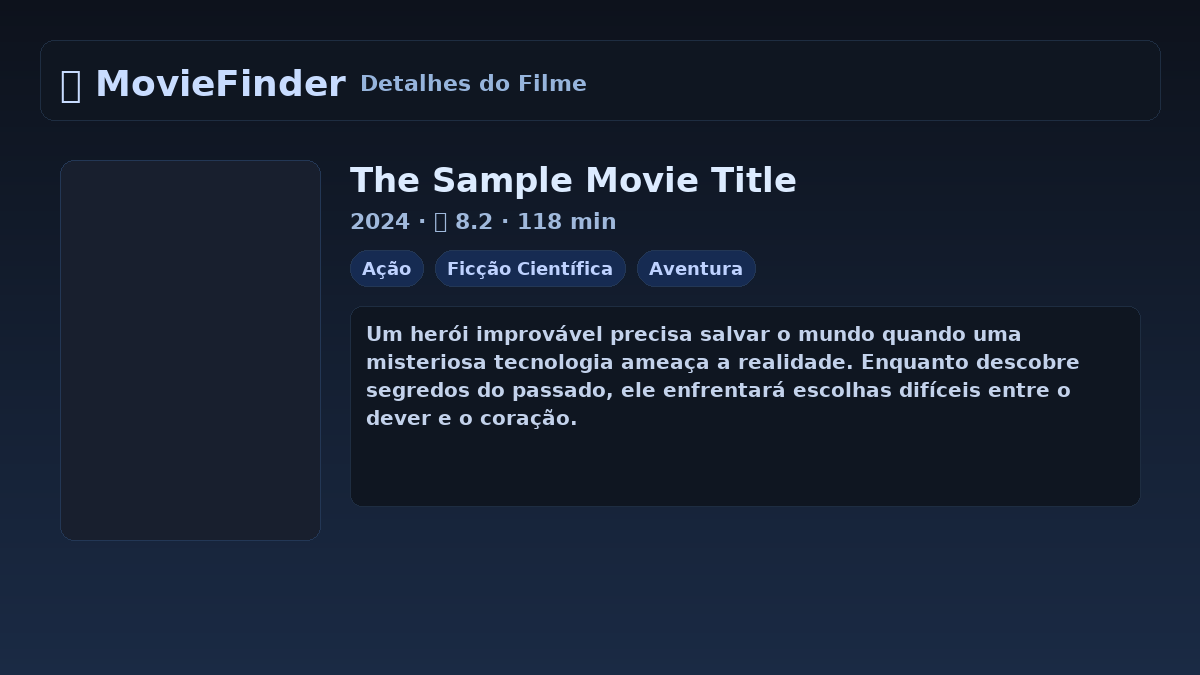 MovieFinder Detalhes do Filme
The Sample Movie Title
2024 · 8.2 · 118 min
Ação Ficção Científica Aventura
Um herói improvável precisa salvar o mundo quando uma
misteriosa tecnologia ameaça a realidade. Enquanto descobre
segredos do passado, ele enfrentará escolhas difíceis entre o
dever e o coração.